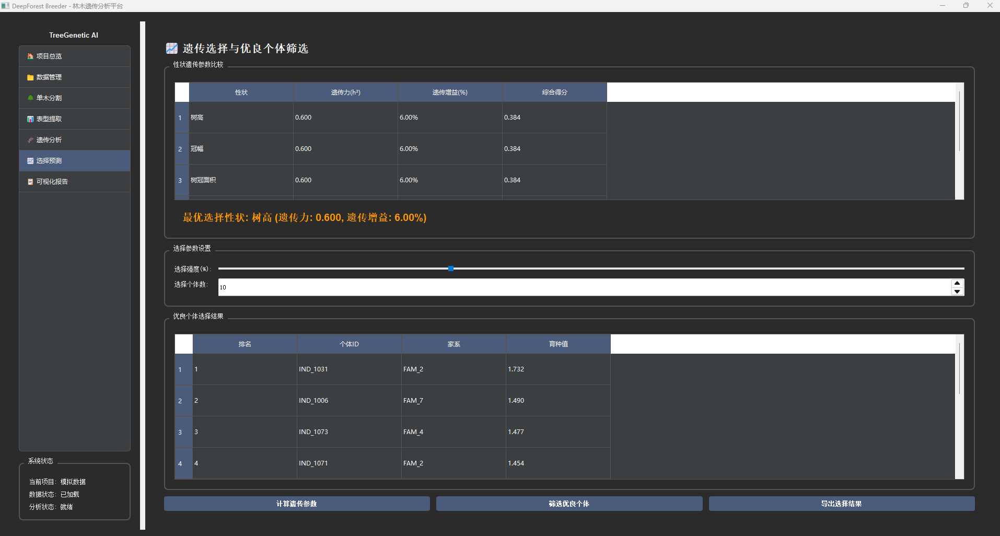 DeepForest Breeder - 林木遗传分析平台
TreeGenetic AI
项目总览
数据管理
单木分割
表型提取
遗传分析
选择预测
可视化报告
系统状态
当前项目: 模拟数据
数据状态: 已加载
分析状态: 就绪
遗传选择与优良个体筛选
性状遗传参数比较
性状 遗传力(h²) 遗传增益(%) 综合得分
1 树高 0.600 6.00% 0.384
2 冠幅 0.600 6.00% 0.384
3 树冠面积 0.600 6.00% 0.384
最优选择性状: 树高 (遗传力: 0.600, 遗传增益: 6.00%)
选择参数设置
选择强度(%):
选择个体数: 10
优良个体选择结果
排名 个体ID 家系 育种值
1 1 IND_1031 FAM_2 1.732
2 2 IND_1006 FAM_7 1.490
3 3 IND_1073 FAM_4 1.477
4 4 IND_1071 FAM_2 1.454
计算遗传参数 筛选优良个体 导出选择结果